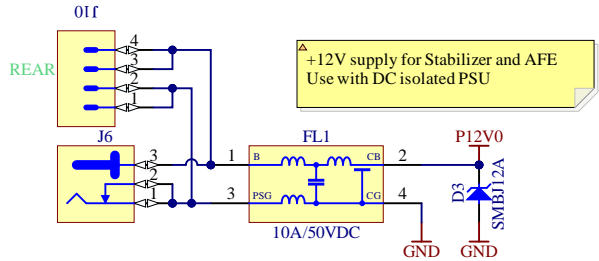 J10
REAR
4
3
2
1
+12V supply for Stabilizer and AFE
Use with DC isolated PSU
J6
3
2
1
FL1
1
B
CB
2
3
PSG
CG
4
10A/50VDC
P12V0
D3
SMBJ12A
GND
GND